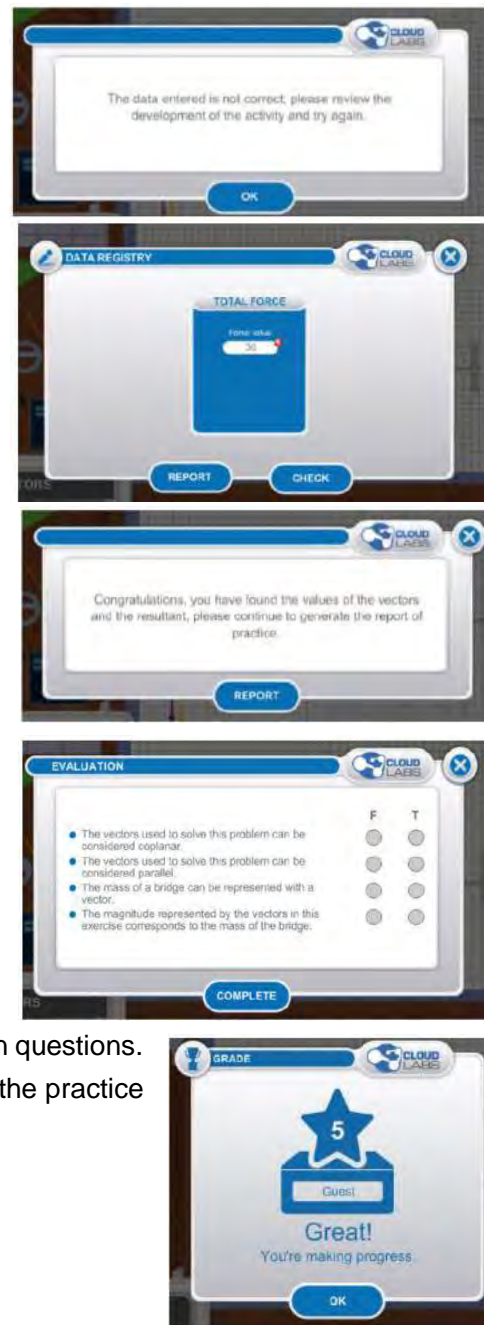 CLOUD
LABS
The data entered is not correct, please review the
development of the activity and try again.
OK
DATA REGISTRY
CLOUD
LABS
TOTAL FORCE
Force value
REPORT
CHECK
TORS
CLOUD
LABS
Congratulations, you have found the values of the vectors
and the resultant, please continue to generate the report of
practice.
REPORT
EVALUATION
CLOUD
LABS
F T
The vectors used to solve this problem can be
considered coplanar.
The vectors used to solve this problem can be
considered parallel.
The mass of a bridge can be represented with a
vector.
The magnitude represented by the vectors in this
exercise corresponds to the mass of the bridge.
COMPLETE
RS
n questions.
the practice
GRADE
CLOUD
LABS
5
Guest
Great!
You're making progress.
OK